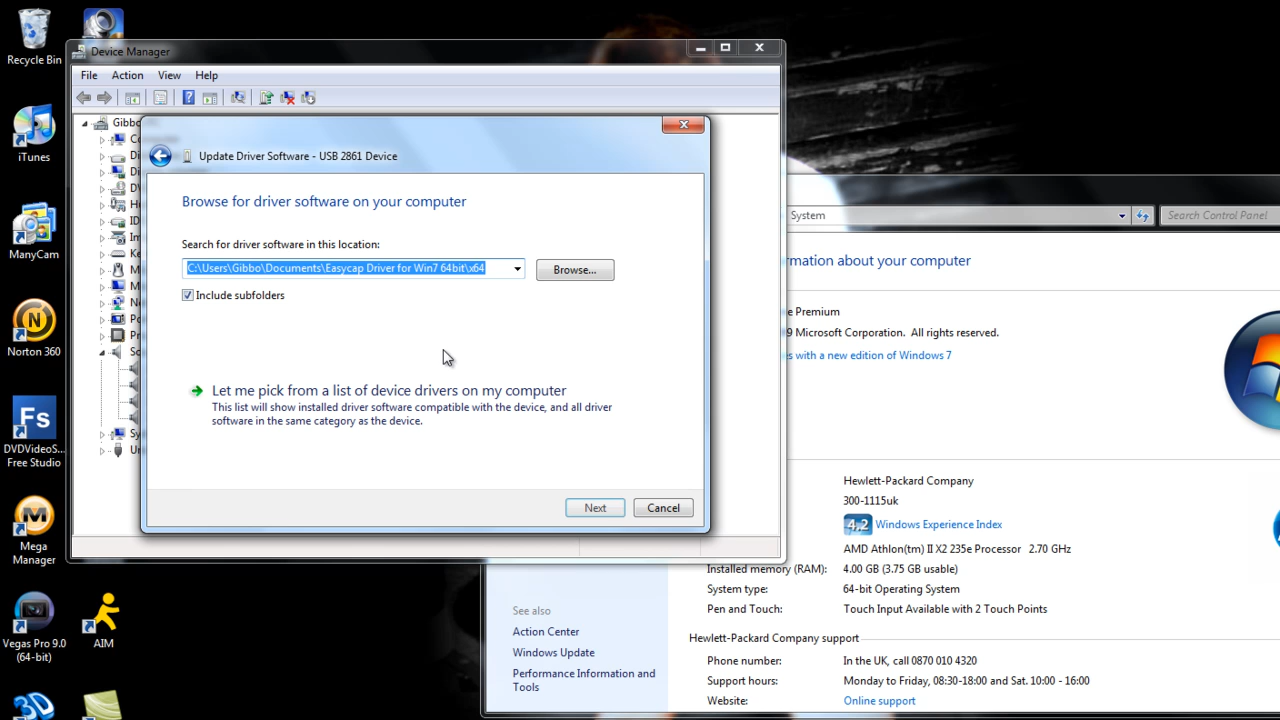 Recycle Bin
iTunes
ManyCam
Norton 360
DVDVideoS...
Free Studio
Mega
Manager
Vegas Pro 9.0
(64-bit)
AIM
Device Manager
File Action View Help
Gibbo
Update Driver Software - USB 2861 Device
Browse for driver software on your computer
Search for driver software in this location:
C:\Users\Gibbo\Documents\Easycap Driver for Win7 64bit\x64
Browse...
Include subfolders
Let me pick from a list of device drivers on my computer
This list will show installed driver software compatible with the device, and all driver
software in the same category as the device.
Next Cancel
System
Search Control Panel
rmation about your computer
e Premium
9 Microsoft Corporation. All rights reserved.
es with a new edition of Windows 7
Hewlett-Packard Company
300-1115uk
4.2 Windows Experience Index
AMD Athlon(tm) II X2 235e Processor 2.70 GHz
Installed memory (RAM): 4.00 GB (3.75 GB usable)
System type: 64-bit Operating System
Pen and Touch: Touch Input Available with 2 Touch Points
Hewlett-Packard Company support
Phone number: In the UK, call 0870 010 4320
Support hours: Monday to Friday, 08:30-18:00 and Sat. 10:00 - 16:00
Website: Online support
See also
Action Center
Windows Update
Performance Information and
Tools